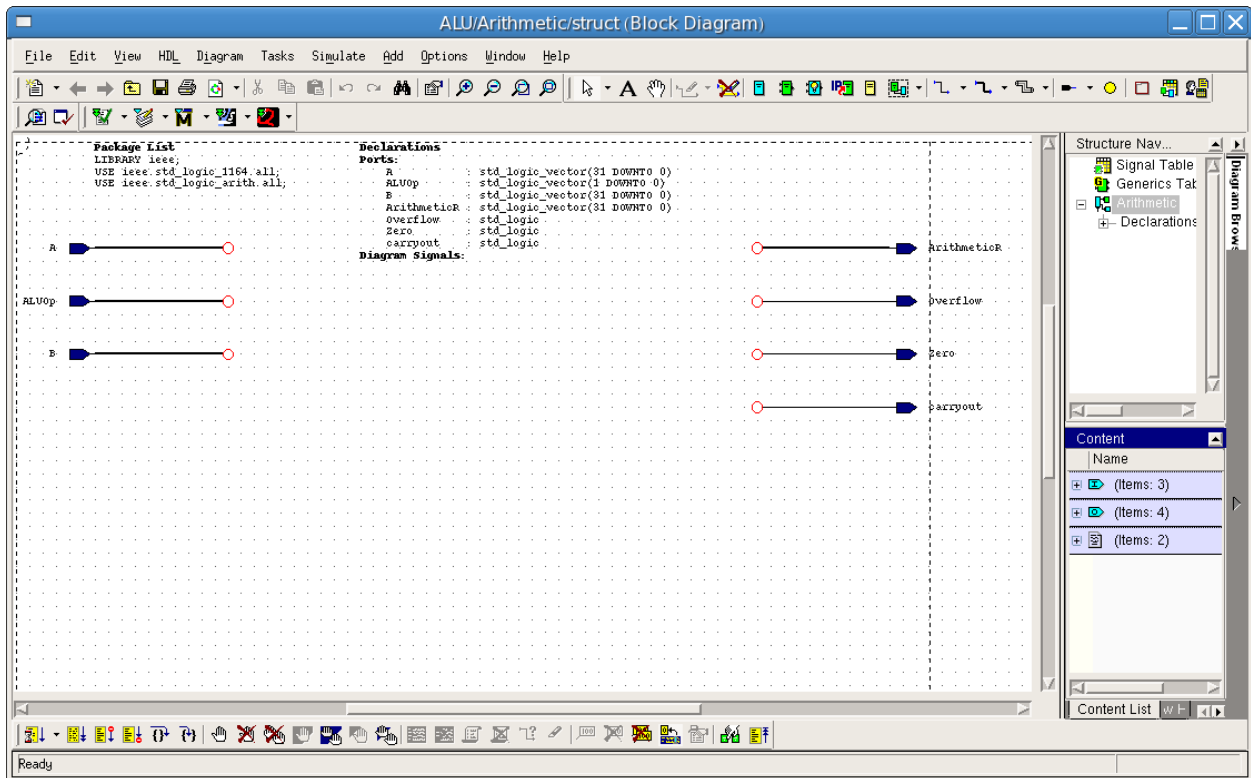 ALU/Arithmetic/struct (Block Diagram)
File Edit View HDL Diagram Tasks Simulate Add Options Window Help
Package List
LIBRARY ieee;
USE ieee.std_logic_1164.all;
USE ieee.std_logic_arith.all;
Declarations
Ports:
A : std_logic_vector(31 DOWNTO 0)
ALUOp : std_logic_vector(1 DOWNTO 0)
B : std_logic_vector(31 DOWNTO 0)
ArithmeticR : std_logic_vector(31 DOWNTO 0)
Overflow : std_logic
Zero : std_logic
carryout : std_logic
Diagram Signals:
A
ALUOp
B
ArithmeticR
Overflow
Zero
carryout
Structure Nav...
Signal Table
Generics Tab
Arithmetic
Declarations
Diagram Brows
Content
Name
(Items: 3)
(Items: 4)
(Items: 2)
Content List
Ready